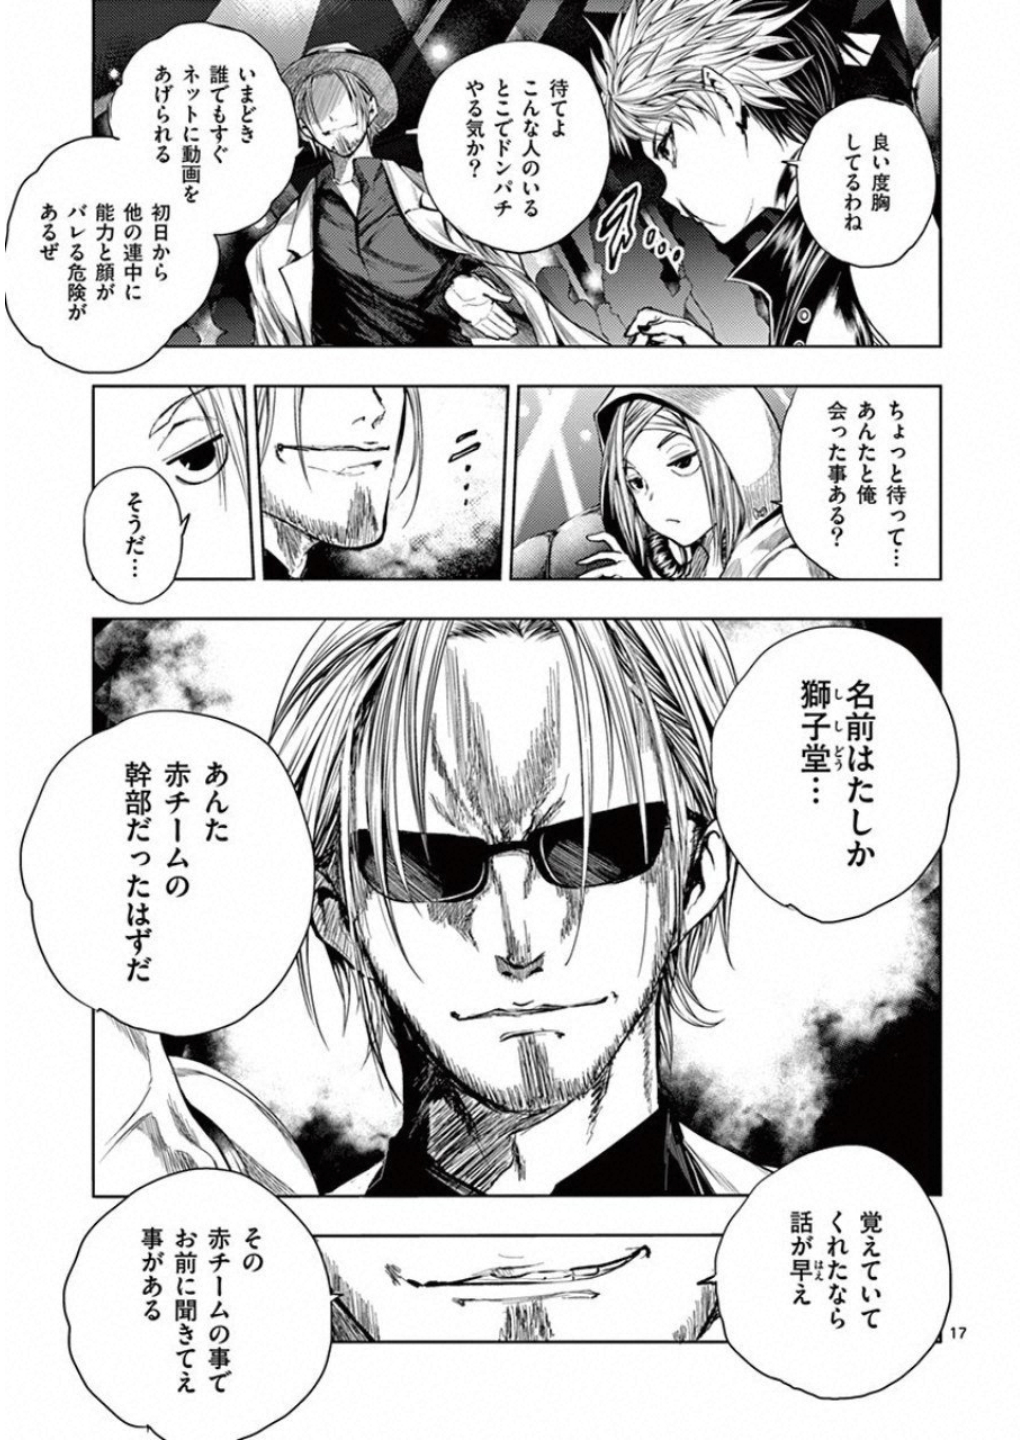 良い度胸
してるわね
待てよ
こんな人のいる
とこでドンパチ
やる気か?
いまどき
誰でもすぐ
ネットに動画を
あげられる
初日から
他の連中に
能力と顔が
バレる危険が
あるぜ
ちょっと待って…
あんたと俺
会った事ある?
そうだ…
名前はたしか
獅子堂…
ししどう
あんた
赤チームの
幹部だったはずだ
覚えていて
くれたなら
話が早え
はえ
その
赤チームの事で
お前に聞きてえ
事がある
17